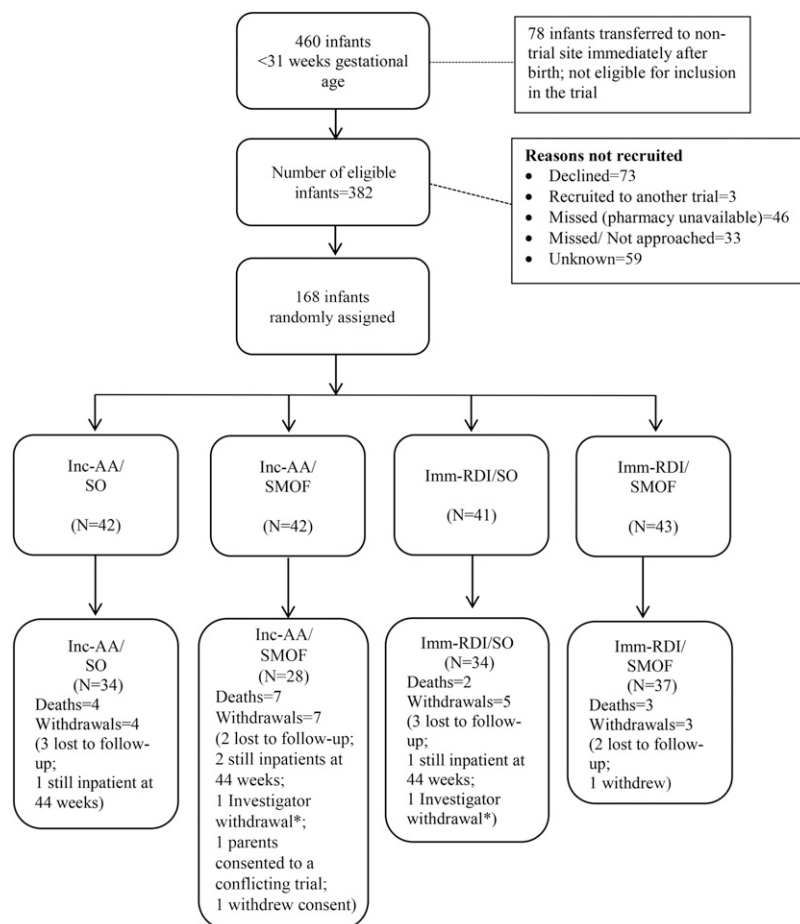 460 infants
<31 weeks gestational
age
78 infants transferred to non-
trial site immediately after
birth; not eligible for inclusion
in the trial
Number of eligible
infants=382
Reasons not recruited
• Declined=73
• Recruited to another trial=3
• Missed (pharmacy unavailable)=46
• Missed/ Not approached=33
• Unknown=59
168 infants
randomly assigned
Inc-AA/
SO
(N=42)
Inc-AA/
SMOF
(N=42)
Imm-RDI/SO
(N=41)
Imm-RDI/
SMOF
(N=43)
Inc-AA/
SO
(N=34)
Deaths=4
Withdrawals=4
(3 lost to follow-
up;
1 still inpatient at
44 weeks)
Inc-AA/
SMOF
(N=28)
Deaths=7
Withdrawals=7
(2 lost to follow-up;
2 still inpatients at
44 weeks;
1 Investigator
withdrawal*;
1 parents
consented to a
conflicting trial;
1 withdrew consent)
Imm-RDI/SO
(N=34)
Deaths=2
Withdrawals=5
(3 lost to follow-
up;
1 still inpatient at
44 weeks;
1 Investigator
withdrawal*)
Imm-RDI/
SMOF
(N=37)
Deaths=3
Withdrawals=3
(2 lost to follow-
up;
1 withdrew)